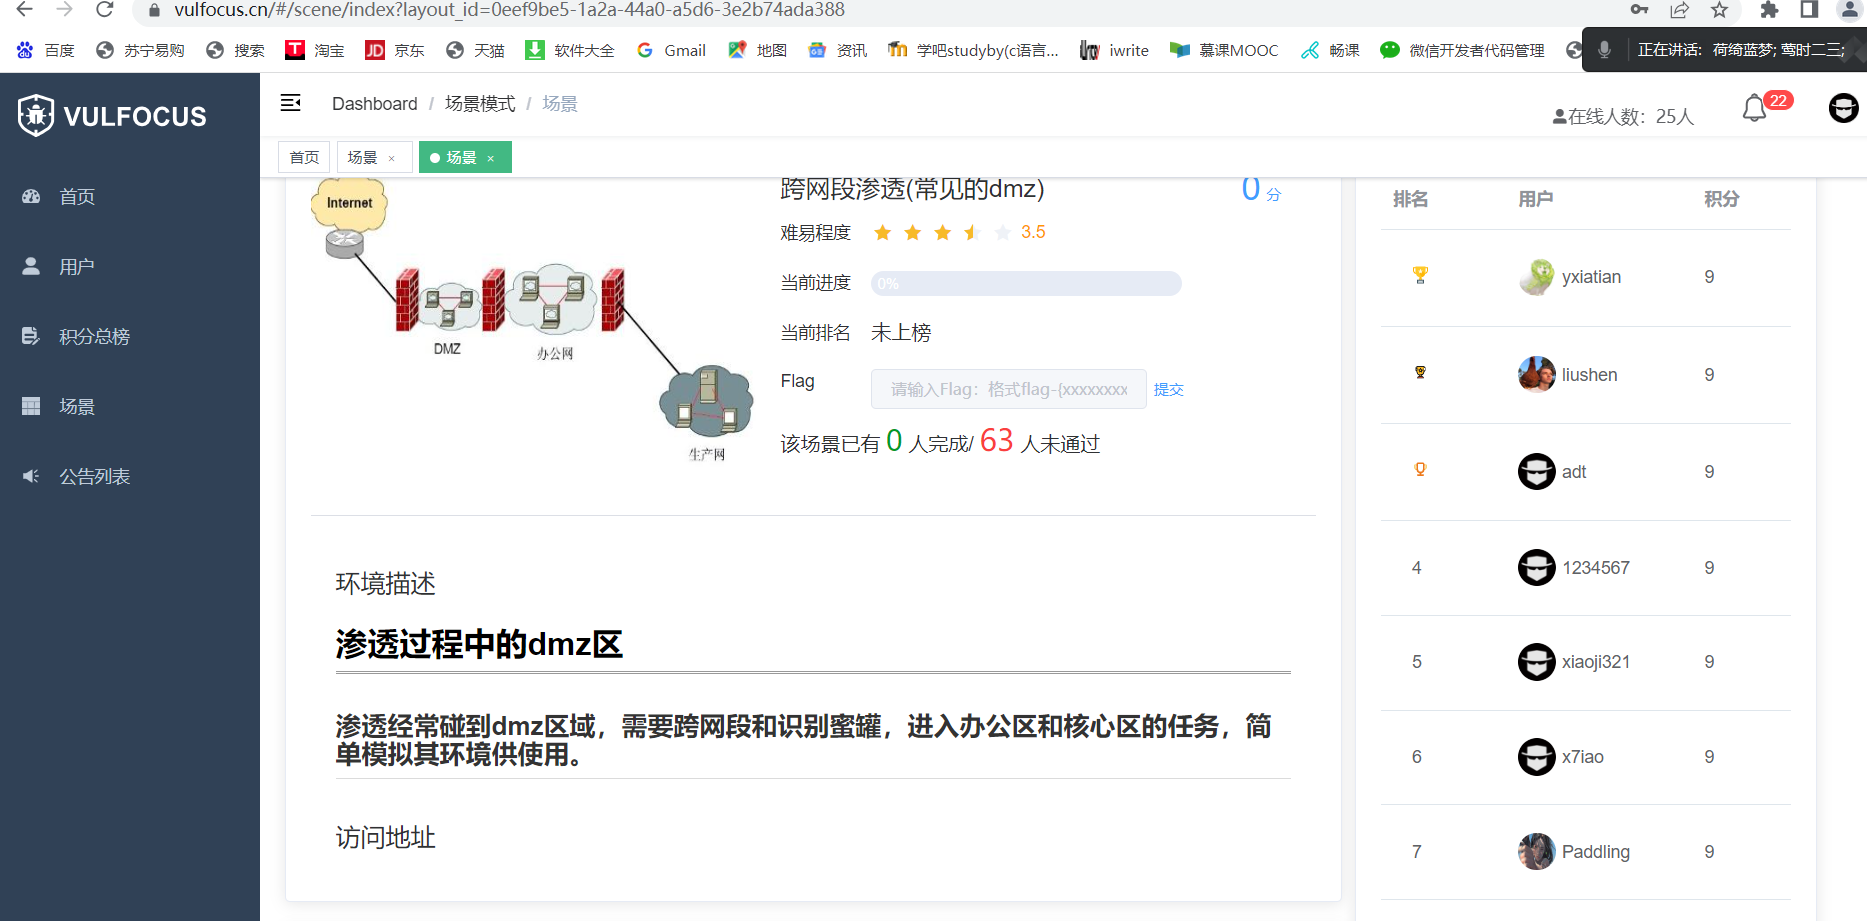 vulfocus.cn/#/scene/index?layout_id=0eef9be5-1a2a-44a0-a5d6-3e2b74ada388
百度 苏宁易购 搜索 淘宝 京东 天猫 软件大全 Gmail 地图 资讯 学吧studyby(c语言... iwrite 慕课MOOC 畅课 微信开发者代码管理
正在讲话: 荷绮蓝梦; 莺时二三;
VULFOCUS
Dashboard / 场景模式 / 场景
在线人数: 25人
22
首页 场景 × 场景 ×
首页
用户
积分总榜
场景
公告列表
Internet
DMZ
办公网
生产网
跨网段渗透(常见的dmz)
0 分
难易程度 3.5
当前进度 0%
当前排名 未上榜
Flag 请输入Flag: 格式flag-{xxxxxxxx 提交
该场景已有 0 人完成/ 63 人未通过
环境描述
渗透过程中的dmz区
渗透经常碰到dmz区域，需要跨网段和识别蜜罐，进入办公区和核心区的任务，简
单模拟其环境供使用。
访问地址
排名 用户 积分
yxiatian 9
liushen 9
adt 9
4 1234567 9
5 xiaoji321 9
6 x7iao 9
7 Paddling 9